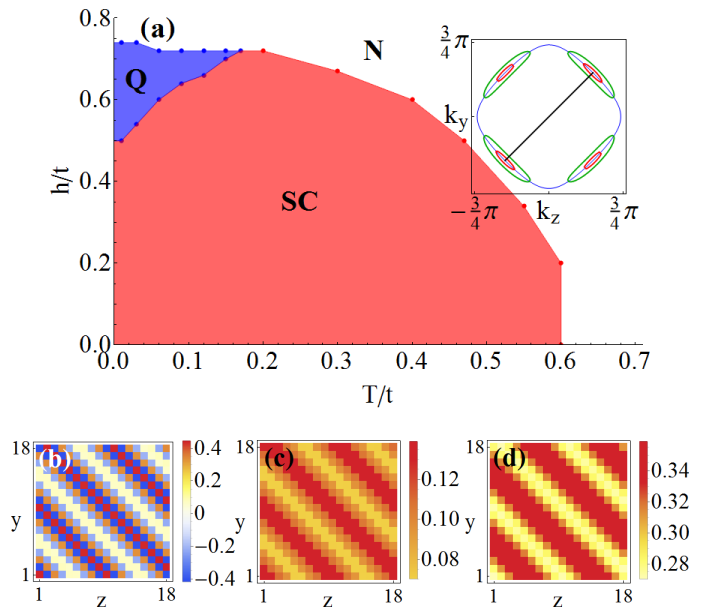 (a)
N
Q
SC
h/t
0.8
0.6
0.4
0.2
0.0
0.0 0.1 0.2 0.3 0.4 0.5 0.6 0.7
T/t
3/4 π
k_y
-3/4 π k_z 3/4 π
(b)
18
y
1
1 z 18
0.4
0.2
0
-0.2
-0.4
(c)
18
y
1
1 z 18
0.12
0.10
0.08
(d)
18
y
1
1 z 18
0.34
0.32
0.30
0.28